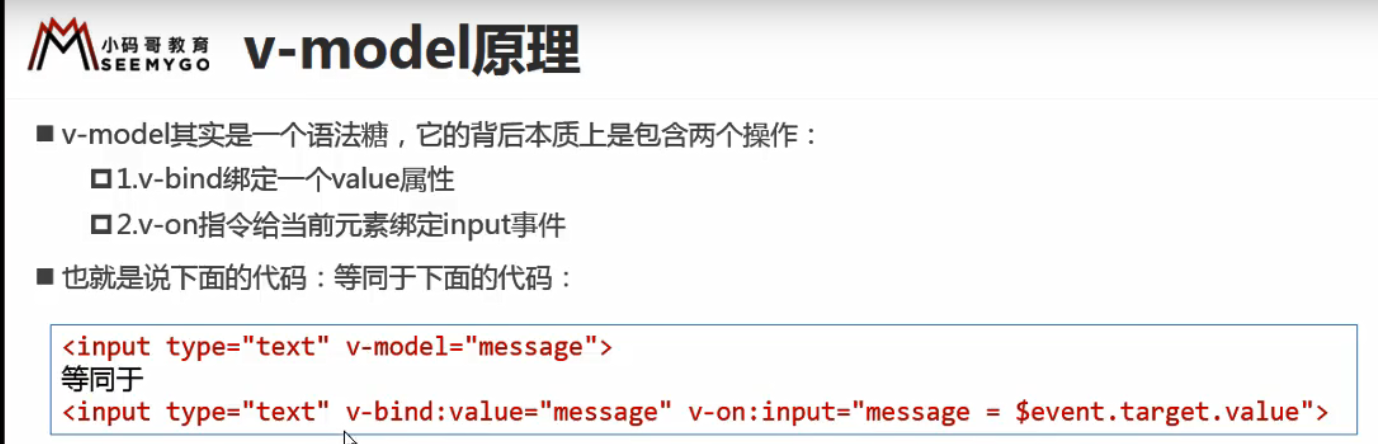 小码哥教育
SEEMYGO
v-model原理
v-model其实是一个语法糖，它的背后本质上是包含两个操作：
1.v-bind绑定一个value属性
2.v-on指令给当前元素绑定input事件
也就是说下面的代码：等同于下面的代码：
<input type="text" v-model="message">
等同于
<input type="text" v-bind:value="message" v-on:input="message = $event.target.value">